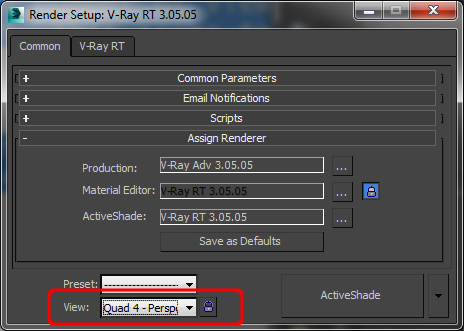 Render Setup: V-Ray RT 3.05.05
Common V-Ray RT
+ Common Parameters
+ Email Notifications
+ Scripts
- Assign Renderer
Production: V-Ray Adv 3.05.05 ...
Material Editor: V-Ray RT 3.05.05 ...
ActiveShade: V-Ray RT 3.05.05 ...
Save as Defaults
Preset: --------------------
View: Quad 4 - Perspe
ActiveShade